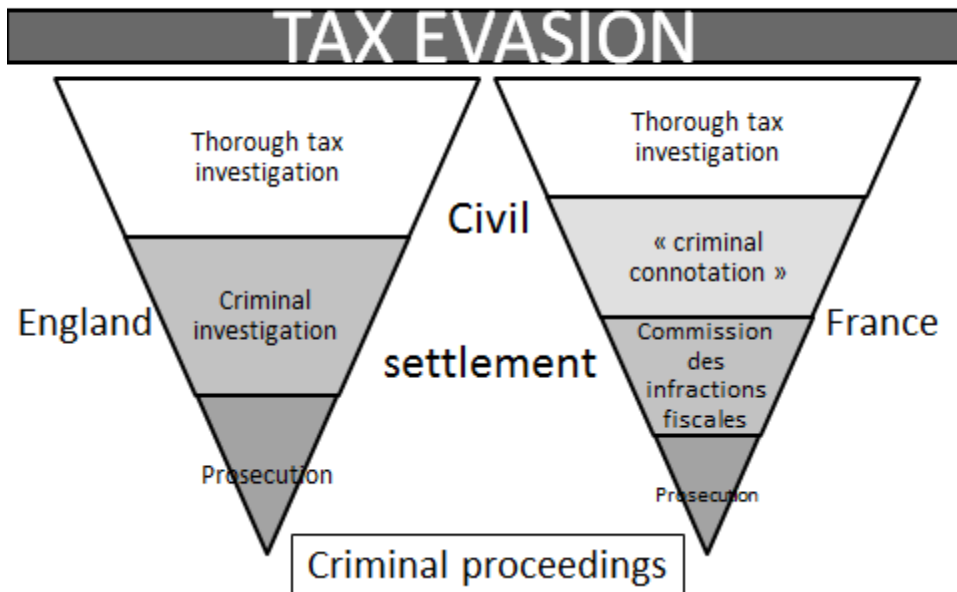 TAX EVASION
Thorough tax
investigation
Criminal
investigation
Prosecution
England
Civil
settlement
Thorough tax
investigation
« criminal
connotation »
Commission
des
infractions
fiscales
Prosecution
France
Criminal proceedings